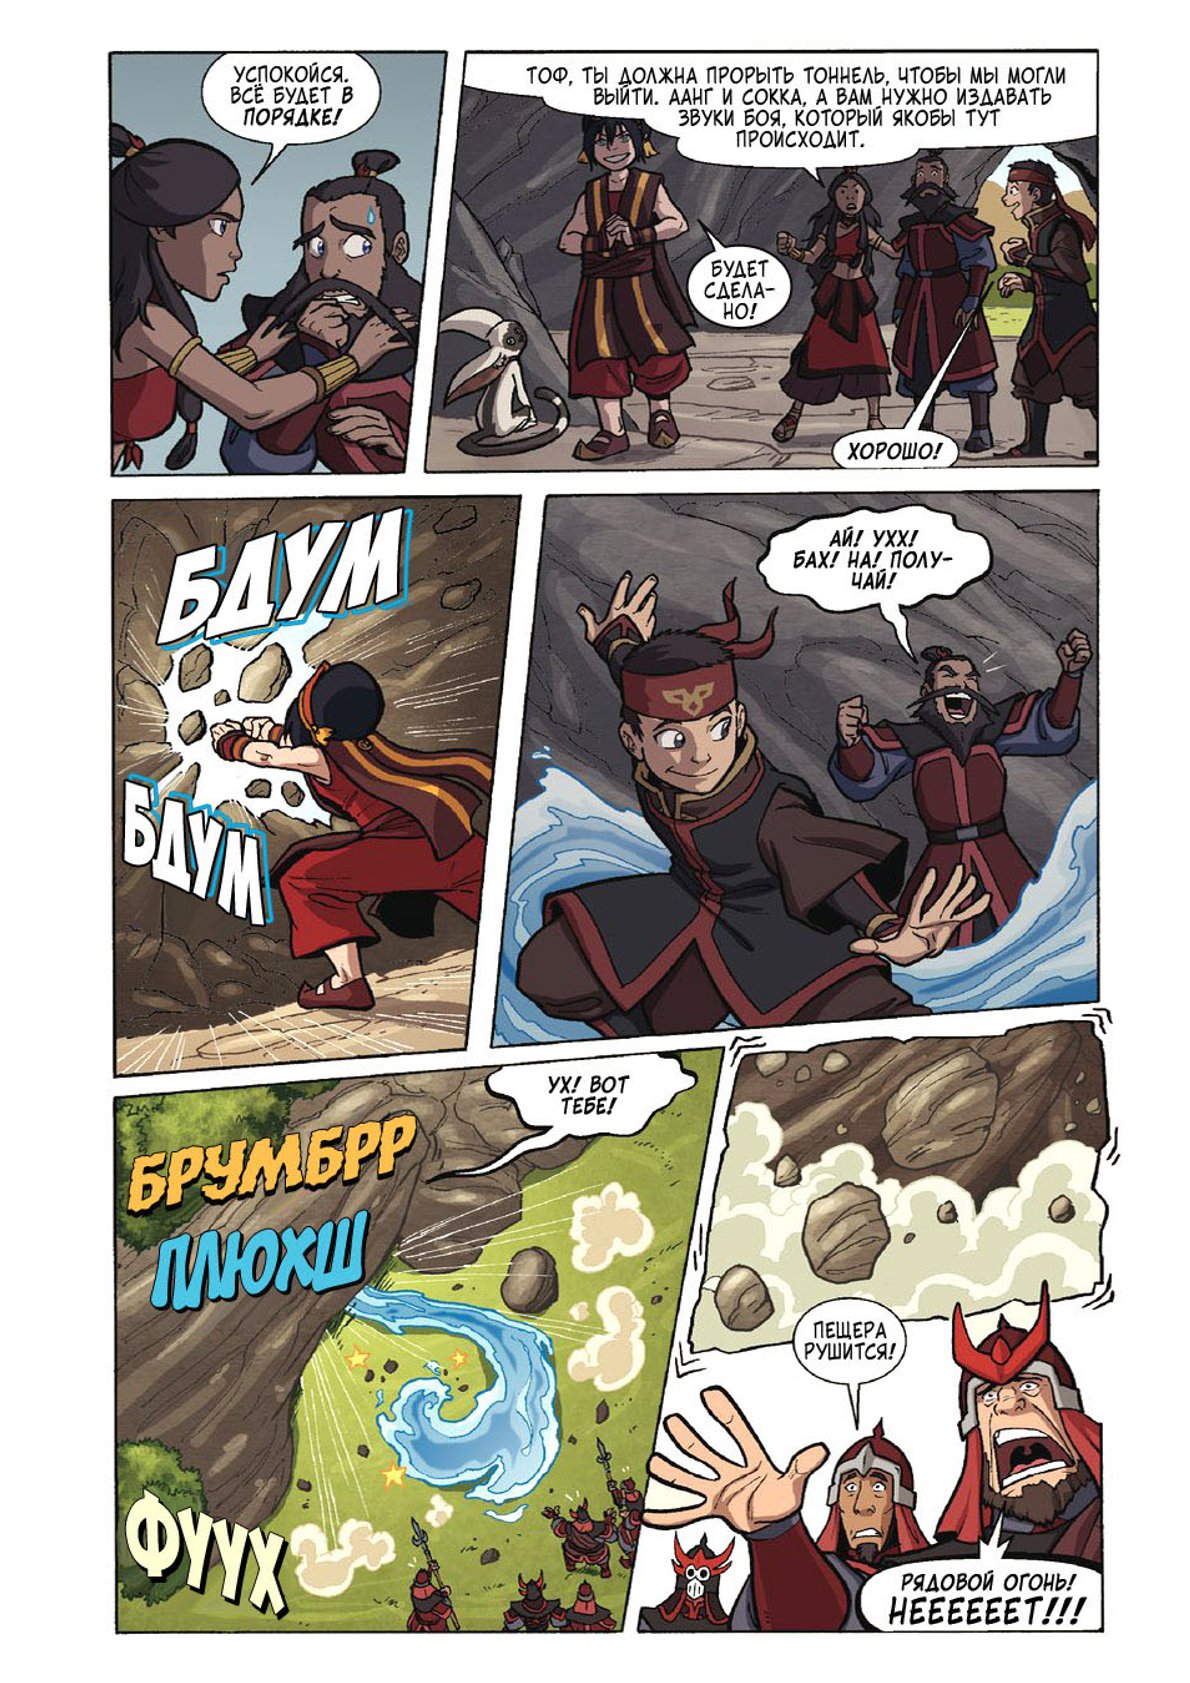 УСПОКОЙСЯ.
ВСЁ БУДЕТ В
ПОРЯДКЕ!
ТОФ, ТЫ ДОЛЖНА ПРОРЫТЬ ТОННЕЛЬ, ЧТОБЫ МЫ МОГЛИ
ВЫЙТИ. ААНГ И СОККА, А ВАМ НУЖНО ИЗДАВАТЬ
ЗВУКИ БОЯ, КОТОРЫЙ ЯКОБЫ ТУТ
ПРОИСХОДИТ.
БУДЕТ
СДЕЛА-
НО!
ХОРОШО!
БДУМ
БДУМ
АЙ! УХХ!
БАХ! НА! ПОЛУ-
ЧАЙ!
УХ! ВОТ
ТЕБЕ!
БРУМБРР
ПЛЮХШ
ФУУХ
ПЕЩЕРА
РУШИТСЯ!
РЯДОВОЙ ОГОНЬ!
НЕЕЕЕЕЕТ!!!